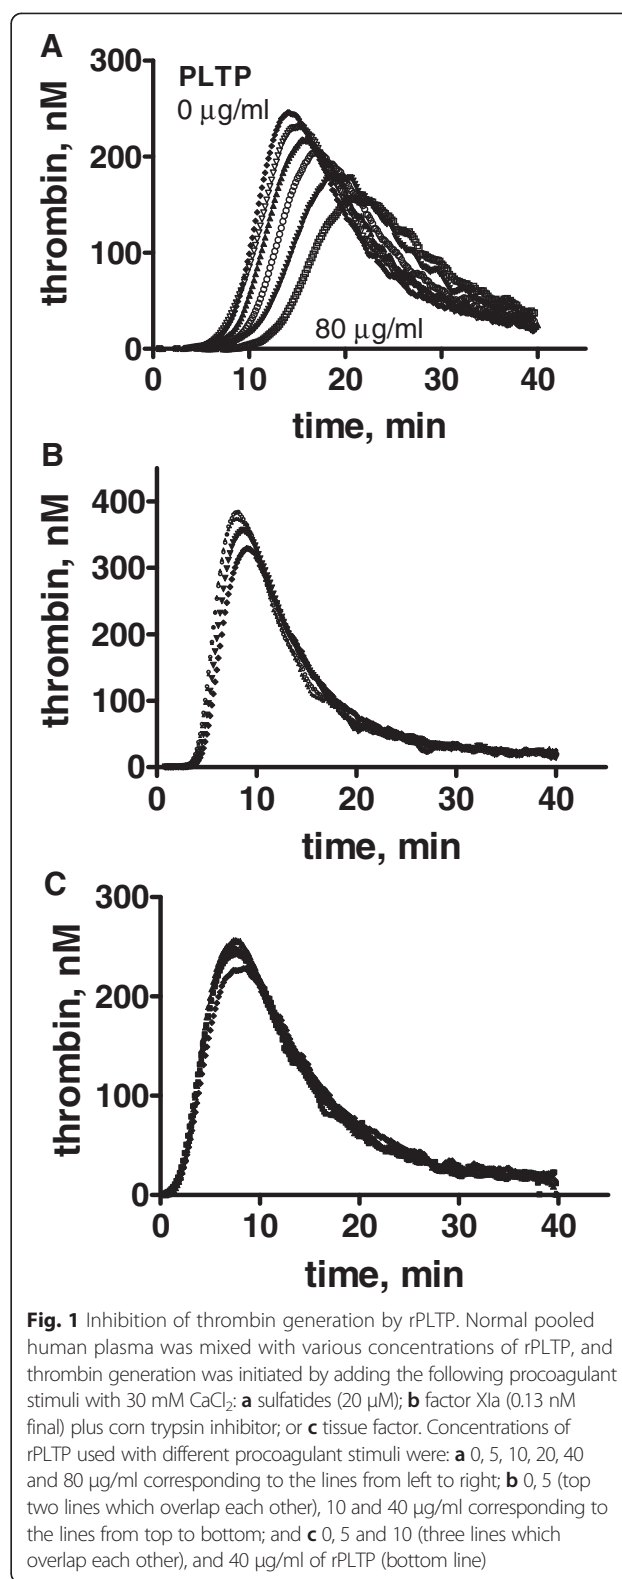 A
300
200
100
0
thrombin, nM
PLTP
0 μg/ml
80 μg/ml
0 10 20 30 40
time, min
B
400
300
200
100
0
thrombin, nM
0 10 20 30 40
time, min
C
300
200
100
0
thrombin, nM
0 10 20 30 40
time, min
Fig. 1 Inhibition of thrombin generation by rPLTP. Normal pooled
human plasma was mixed with various concentrations of rPLTP, and
thrombin generation was initiated by adding the following procoagulant
stimuli with 30 mM CaCl₂: a sulfatides (20 μM); b factor XIa (0.13 nM
final) plus corn trypsin inhibitor; or c tissue factor. Concentrations of
rPLTP used with different procoagulant stimuli were: a 0, 5, 10, 20, 40
and 80 μg/ml corresponding to the lines from left to right; b 0, 5 (top
two lines which overlap each other), 10 and 40 μg/ml corresponding to
the lines from top to bottom; and c 0, 5 and 10 (three lines which
overlap each other), and 40 μg/ml of rPLTP (bottom line)